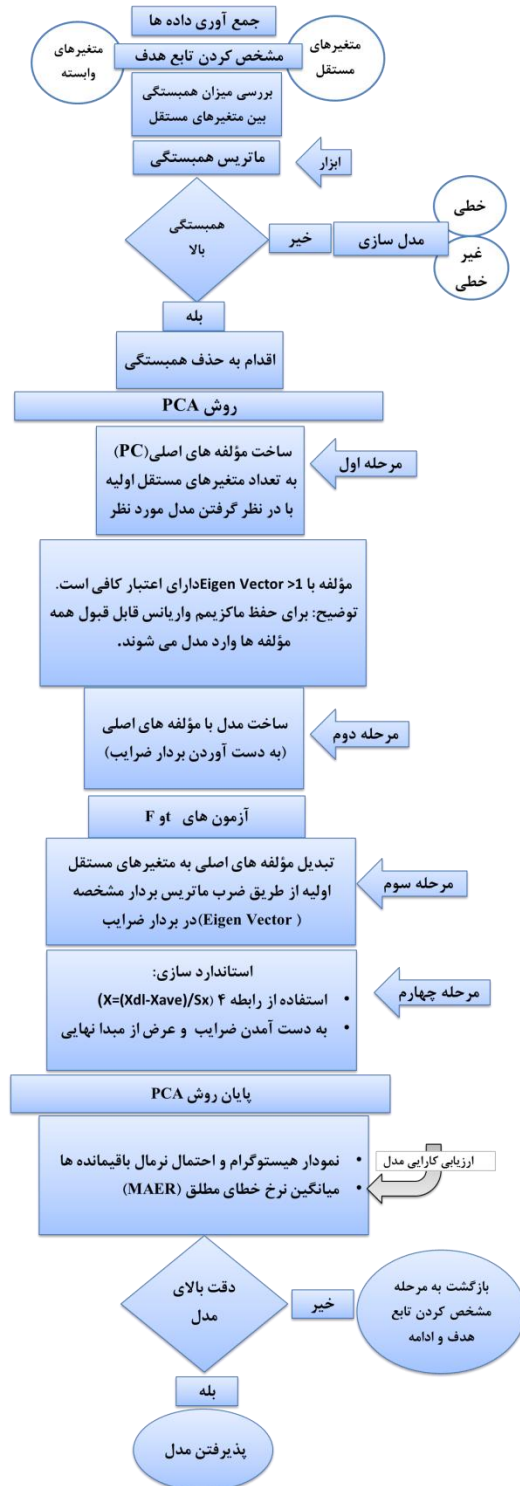 جمع آوری داده ها
متغیرهای
مستقل
مشخص کردن تابع هدف
متغیرهای
وابسته
بررسی میزان همبستگی
بین متغیرهای مستقل
ابزار
ماتریس همبستگی
همبستگی
بالا
خیر
مدل سازی
خطی
غیر
خطی
بله
اقدام به حذف همبستگی
روش PCA
مرحله اول
ساخت مؤلفه های اصلی(PC)
به تعداد متغیرهای مستقل اولیه
با در نظر گرفتن مدل مورد نظر
مؤلفه با Eigen Vector >1دارای اعتبار کافی است.
توضیح: برای حفظ ماکزیمم واریانس قابل قبول همه
مؤلفه ها وارد مدل می شوند.
مرحله دوم
ساخت مدل با مؤلفه های اصلی
(به دست آوردن بردار ضرایب)
آزمون های t و F
مرحله سوم
تبدیل مؤلفه های اصلی به متغیرهای مستقل
اولیه از طریق ضرب ماتریس بردار مشخصه
(Eigen Vector )در بردار ضرایب
مرحله چهارم
استاندارد سازی:
• استفاده از رابطه ۴ (X=(Xdl-Xave)/Sx)
• به دست آمدن ضرایب و عرض از مبدا نهایی
پایان روش PCA
ارزیابی کارایی مدل
• نمودار هیستوگرام و احتمال نرمال باقیمانده ها
• میانگین نرخ خطای مطلق (MAER)
دقت بالای
مدل
خیر
بازگشت به مرحله
مشخص کردن تابع
هدف و ادامه
بله
پذیرفتن مدل